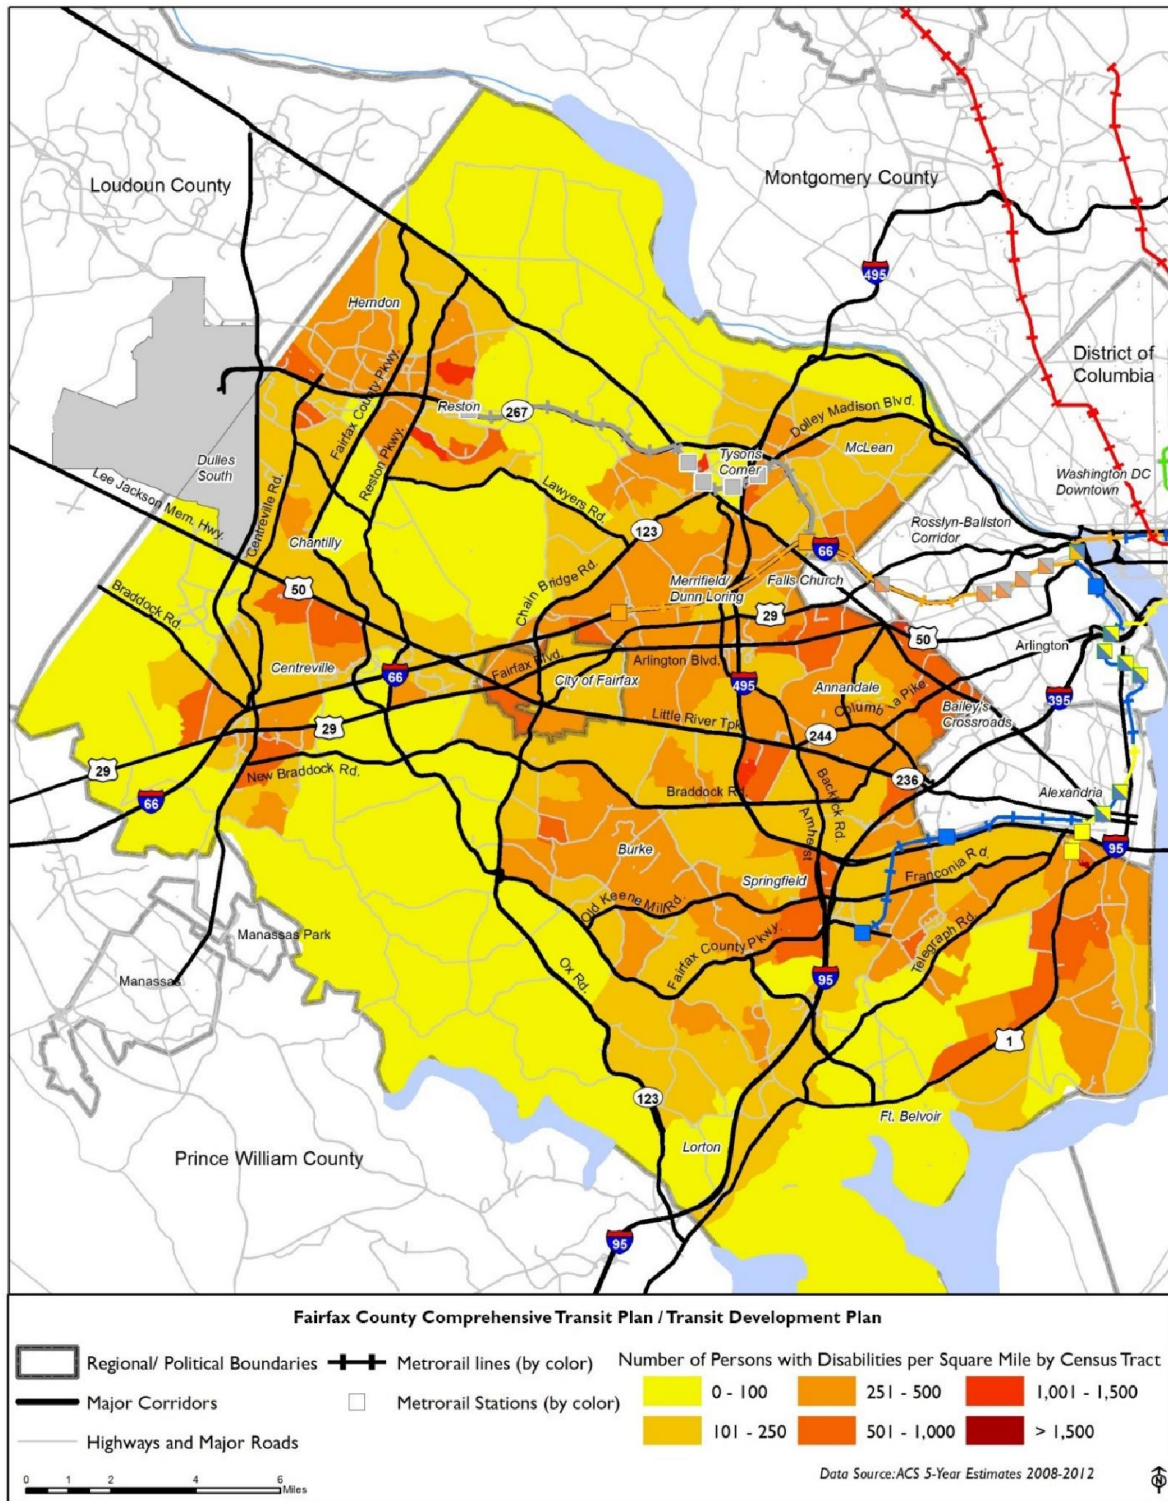 Loudoun County
Montgomery County
495
Herndon
District of
Columbia
Fairfax County Pkwy.
Reston
267
Dolley Madison Blvd.
McLean
Reston Pkwy.
Tysons
Corner
Dulles
South
Washington DC
Downtown
Lee Jackson Mem. Hwy.
Centreville Rd.
Lawyers Rd.
Rosslyn-Ballston
Corridor
Chantilly
123
66
50
Chain Bridge Rd.
Merrifield/
Dunn Loring
Falls Church
Braddock Rd.
29
50
Arlington
Centreville
Fairfax Blvd.
Arlington Blvd.
66
City of Fairfax
495
Annandale
395
Columbia Pike
Bailey's
Crossroads
29
Little River Tpk.
244
29
New Braddock Rd.
236
66
Braddock Rd.
Backlick Rd.
Alexandria
Amherst
95
Burke
Springfield
Franconia Rd.
Old Keene Mill Rd.
Manassas Park
Fairfax County Pkwy.
Telegraph Rd.
Manassas
Ox Rd.
95
1
123
Ft. Belvoir
Lorton
Prince William County
95
Fairfax County Comprehensive Transit Plan / Transit Development Plan
Regional/ Political Boundaries
Metrorail lines (by color)
Number of Persons with Disabilities per Square Mile by Census Tract
0 - 100
251 - 500
1,001 - 1,500
Major Corridors
Metrorail Stations (by color)
101 - 250
501 - 1,000
> 1,500
Highways and Major Roads
Data Source:ACS 5-Year Estimates 2008-2012
0 1 2 4 6
Miles